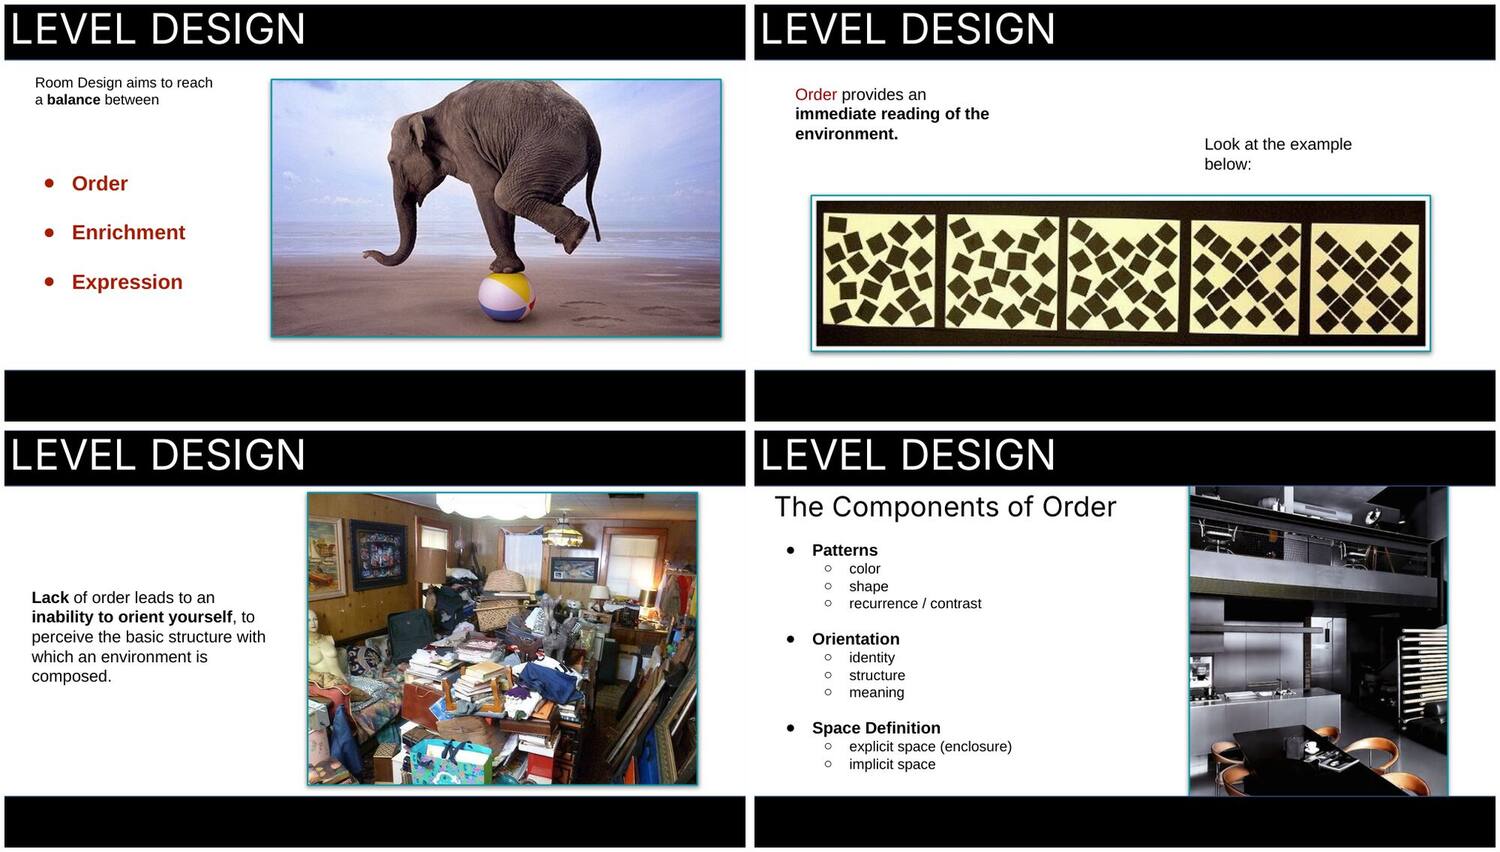 LEVEL DESIGN
Room Design aims to reach
a balance between
Order
Enrichment
Expression
LEVEL DESIGN
Order provides an
immediate reading of the
environment.
Look at the example
below:
LEVEL DESIGN
Lack of order leads to an
inability to orient yourself, to
perceive the basic structure with
which an environment is
composed.
LEVEL DESIGN
The Components of Order
Patterns
color
shape
recurrence / contrast
Orientation
identity
structure
meaning
Space Definition
explicit space (enclosure)
implicit space